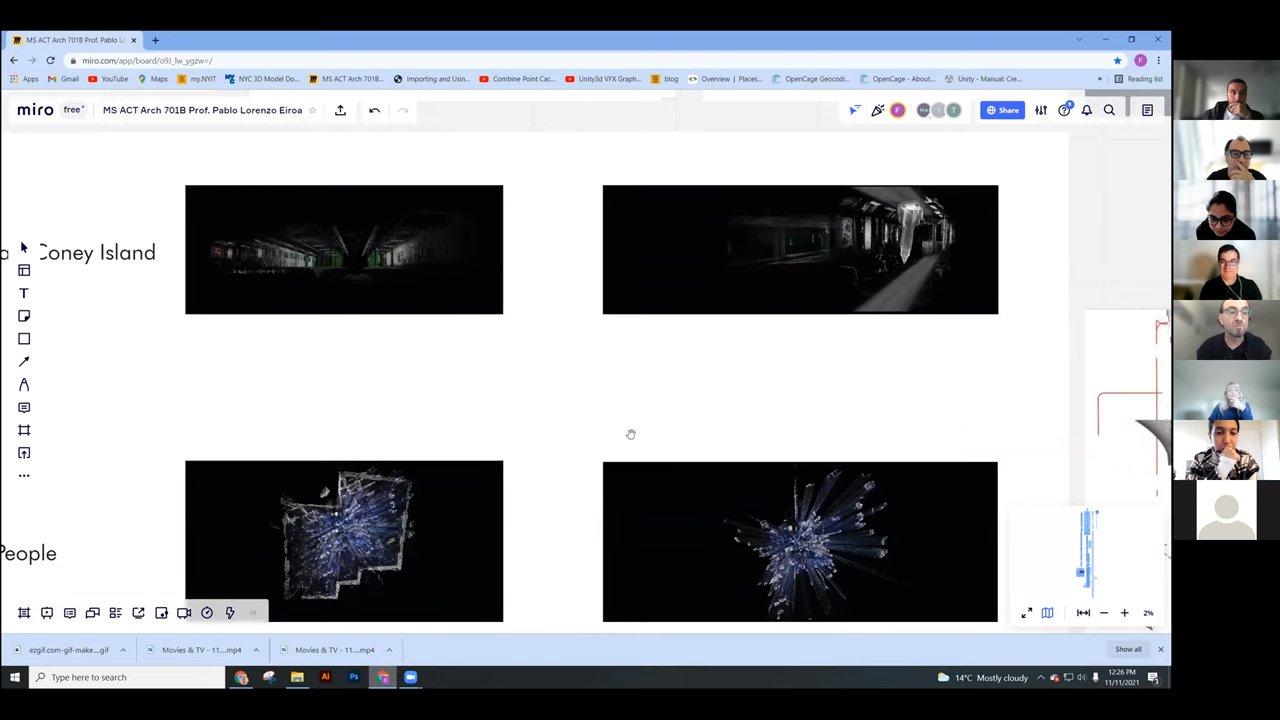 MS ACT Arch 701B Prof. Pablo Lo
miro.com/app/board/o9J_lw_ygzw=/
Apps
Gmail
YouTube
Maps
my.NYIT
NYC 3D Model Do...
MS ACT Arch 701B...
Importing and Usin...
Combine Point Cac...
Unity3d VFX Graph...
blog
Overview | Places...
OpenCage Geocodi...
OpenCage - About...
Unity - Manual: Cre...
»
Reading list
miro
free
MS ACT Arch 701B Prof. Pablo Lorenzo Eiroa
Share
Coney Island
People
2%
ezgif.com-gif-make....gif
Movies & TV - 11....mp4
Movies & TV - 11....mp4
Show all
Type here to search
14°C Mostly cloudy
12:26 PM
11/11/2021